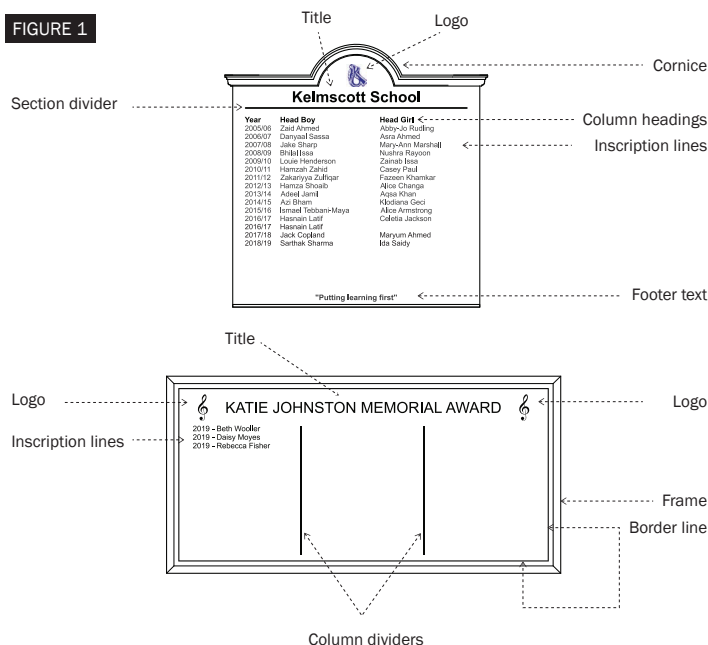 FIGURE 1
Title
Logo
Cornice
Section divider
Kelmscott School
Column headings
Inscription lines
Year Head Boy Head Girl
2005/06 Zaid Ahmed Abby-Jo Rudling
2006/07 Danyaal Sassa Asra Ahmed
2007/08 Jake Sharp Mary-Ann Marshall
2008/09 Bhilal Issa Nushra Rayoon
2009/10 Louie Henderson Zainab Issa
2010/11 Hamzah Zahid Casey Paul
2011/12 Zakariyya Zulfiqar Fazeen Khamkar
2012/13 Hamza Shoaib Alice Changa
2013/14 Adeel Jamil Aqsa Khan
2014/15 Azi Bham Klodiana Geci
2015/16 Ismael Tebbani-Maya Alice Armstrong
2016/17 Hasnain Latif Celetia Jackson
2016/17 Hasnain Latif
2017/18 Jack Copland Maryum Ahmed
2018/19 Sarthak Sharma Ida Saidy
"Putting learning first"
Footer text
Title
Logo
KATIE JOHNSTON MEMORIAL AWARD
Logo
Inscription lines
2019 - Beth Wooller
2019 - Daisy Moyes
2019 - Rebecca Fisher
Frame
Border line
Column dividers